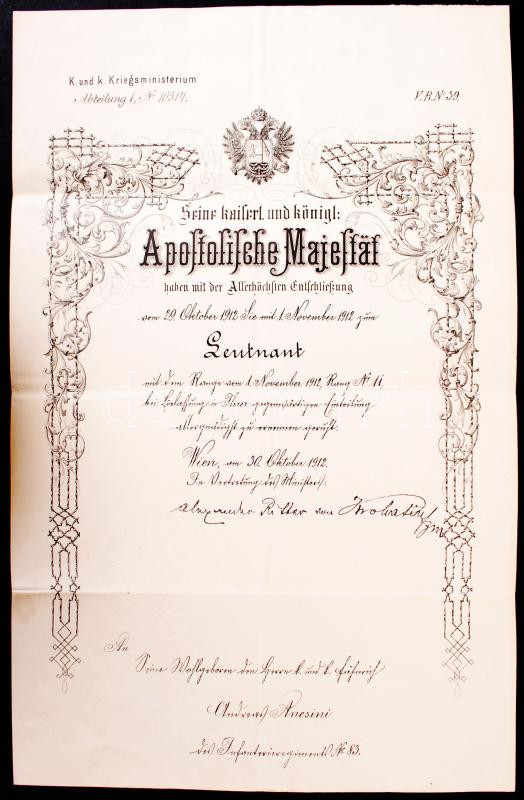 K. und k. Kriegsministerium
Abteilung 1, Nº 10314.
V.B.Nº 39.
Seine kaiserl. und königl:
Apostolische Majestät
haben mit der Allerhöchsten Entschließung
vom 29. Oktober 1912 Sie mit 1. November 1912 zum
Leutnant
mit dem Range vom 1. November 1912, Rang Nº 11,
bei Belassung in Ihrer gegenwärtigen Einteilung
allergnädigst zu ernennen geruht.
Wien, am 30. Oktober 1912.
In Vertretung des Ministers:
Alexander Ritter von Krobatin
An
Seine Wohlgeboren den Herrn k. und k. Fähnrich
Andreas Anesini
des Infanterieregiments Nº 83.